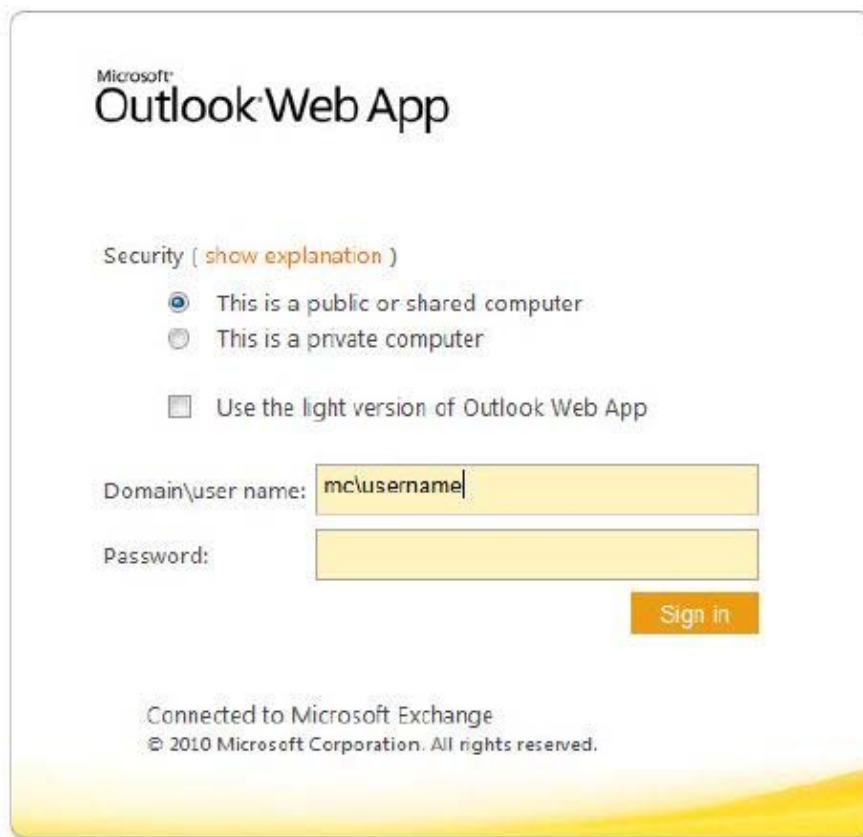 Microsoft®
Outlook® Web App
Security ( show explanation )
This is a public or shared computer
This is a private computer
Use the light version of Outlook Web App
Domain\user name: mc\username
Password:
Sign in
Connected to Microsoft Exchange
© 2010 Microsoft Corporation. All rights reserved.